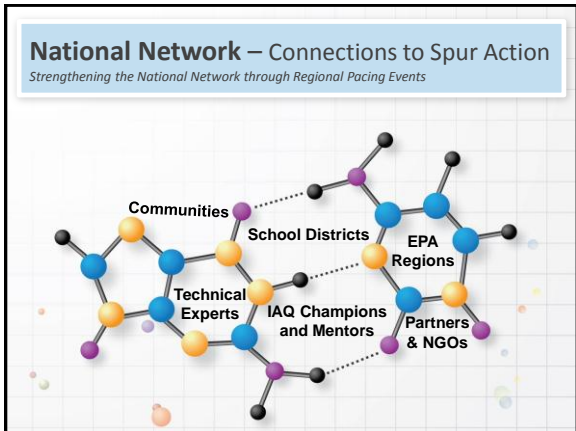 National Network – Connections to Spur Action
Strengthening the National Network through Regional Pacing Events
Communities
School Districts
EPA
Regions
Technical
Experts
IAQ Champions
and Mentors
Partners
& NGOs